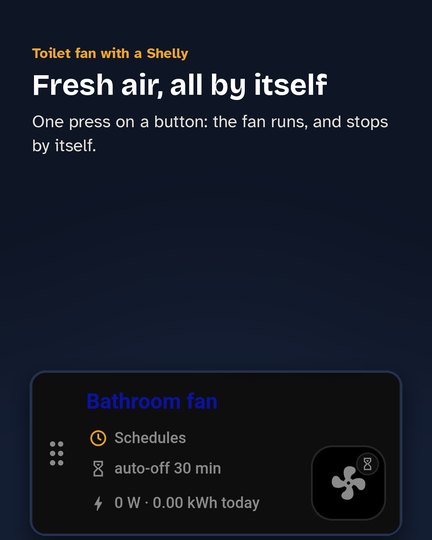 Toilet fan with a Shelly
Fresh air, all by itself
One press on a button: the fan runs, and stops
by itself.
Bathroom fan
Schedules
auto-off 30 min
0 W · 0.00 kWh today